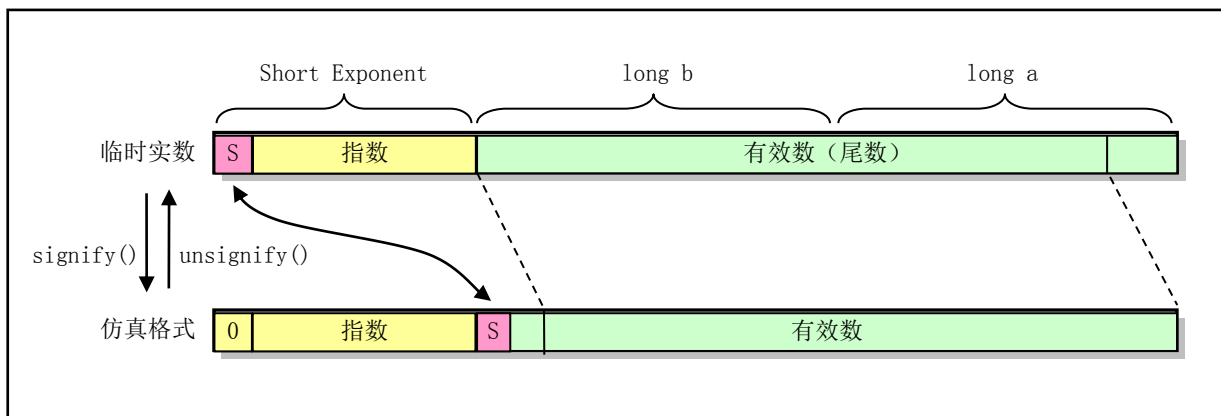 Short Exponent long b long a
临时实数 S 指数 有效数（尾数）
signify() unsignify()
仿真格式 0 指数 S 有效数